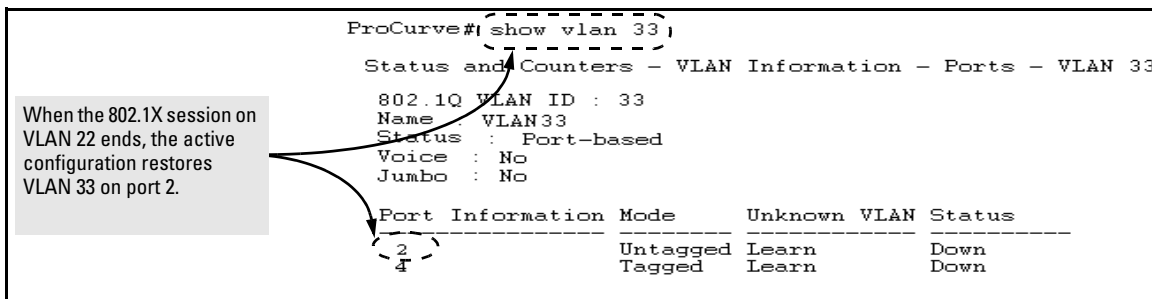 ProCurve# show vlan 33
Status and Counters – VLAN Information – Ports – VLAN 33
802.1Q VLAN ID : 33
Name : VLAN33
Status : Port-based
Voice : No
Jumbo : No
When the 802.1X session on
VLAN 22 ends, the active
configuration restores
VLAN 33 on port 2.
Port Information Mode Unknown VLAN Status
---------------- -------- ------------ ----------
2 Untagged Learn Down
4 Tagged Learn Down